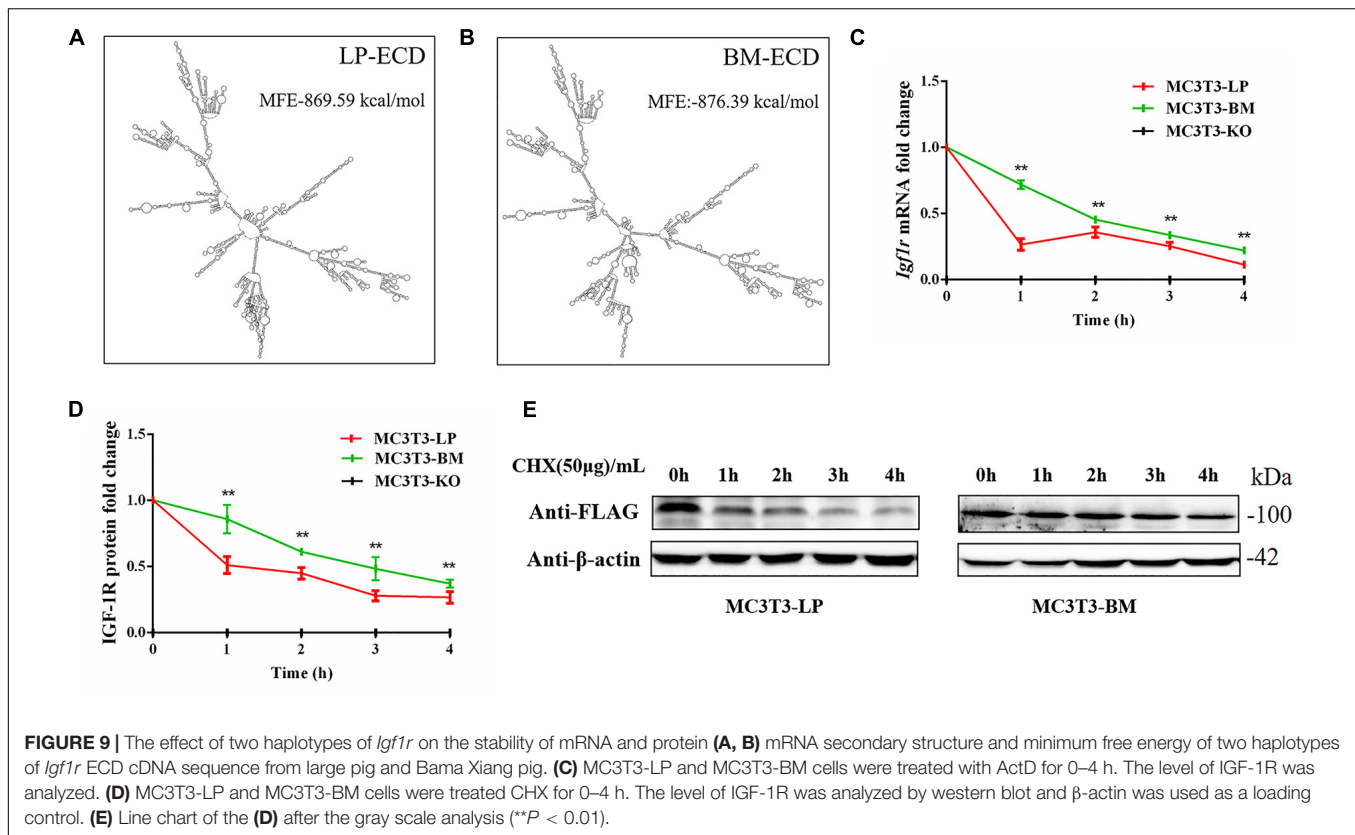 A
LP-ECD
MFE-869.59 kcal/mol
B
BM-ECD
MFE:-876.39 kcal/mol
C
Igf1r mRNA fold change
1.5
1.0
0.5
0.0
0 1 2 3 4
Time (h)
MC3T3-LP
MC3T3-BM
MC3T3-KO
** ** ** **
D
IGF-1R protein fold change
1.5
1.0
0.5
0.0
0 1 2 3 4
Time (h)
MC3T3-LP
MC3T3-BM
MC3T3-KO
** ** ** **
E
CHX(50μg)/mL 0h 1h 2h 3h 4h 0h 1h 2h 3h 4h kDa
Anti-FLAG -100
Anti-β-actin -42
MC3T3-LP MC3T3-BM
FIGURE 9 | The effect of two haplotypes of Igf1r on the stability of mRNA and protein (A, B) mRNA secondary structure and minimum free energy of two haplotypes
of Igf1r ECD cDNA sequence from large pig and Bama Xiang pig. (C) MC3T3-LP and MC3T3-BM cells were treated with ActD for 0–4 h. The level of IGF-1R was
analyzed. (D) MC3T3-LP and MC3T3-BM cells were treated CHX for 0–4 h. The level of IGF-1R was analyzed by western blot and β-actin was used as a loading
control. (E) Line chart of the (D) after the gray scale analysis (**P < 0.01).